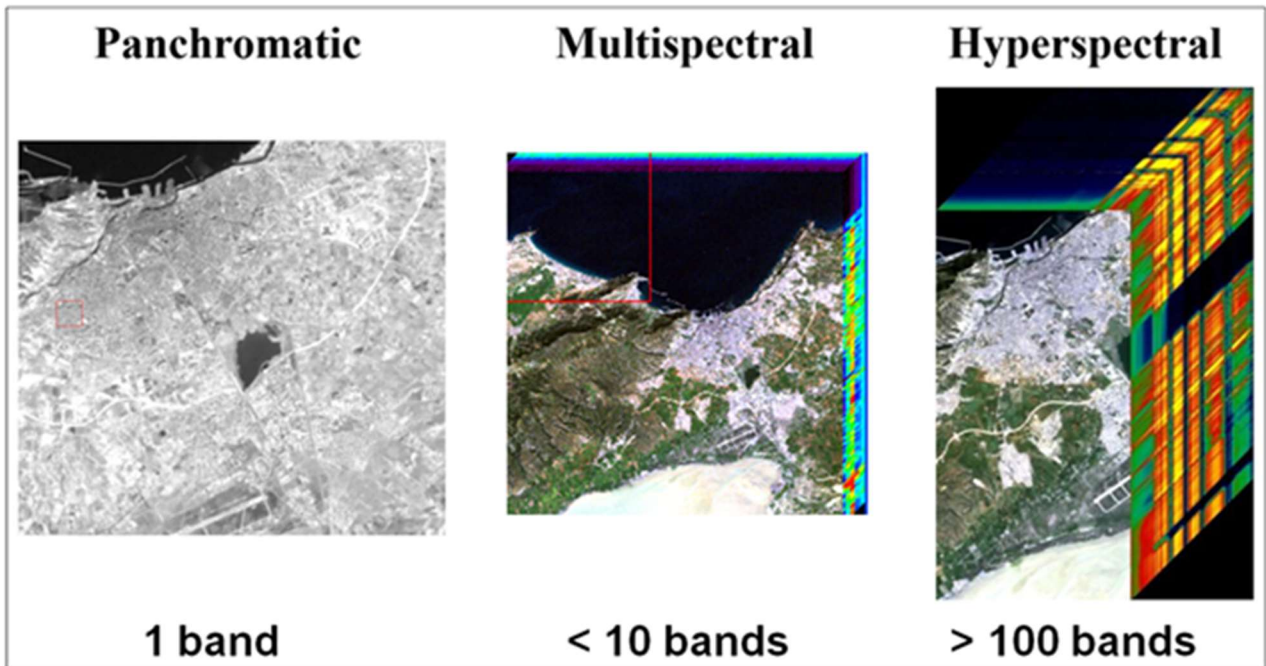 Panchromatic Multispectral Hyperspectral
1 band < 10 bands > 100 bands